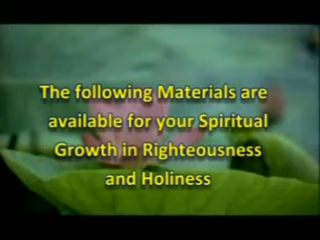 The following Materials are
available for your Spiritual
Growth in Righteousness
and Holiness